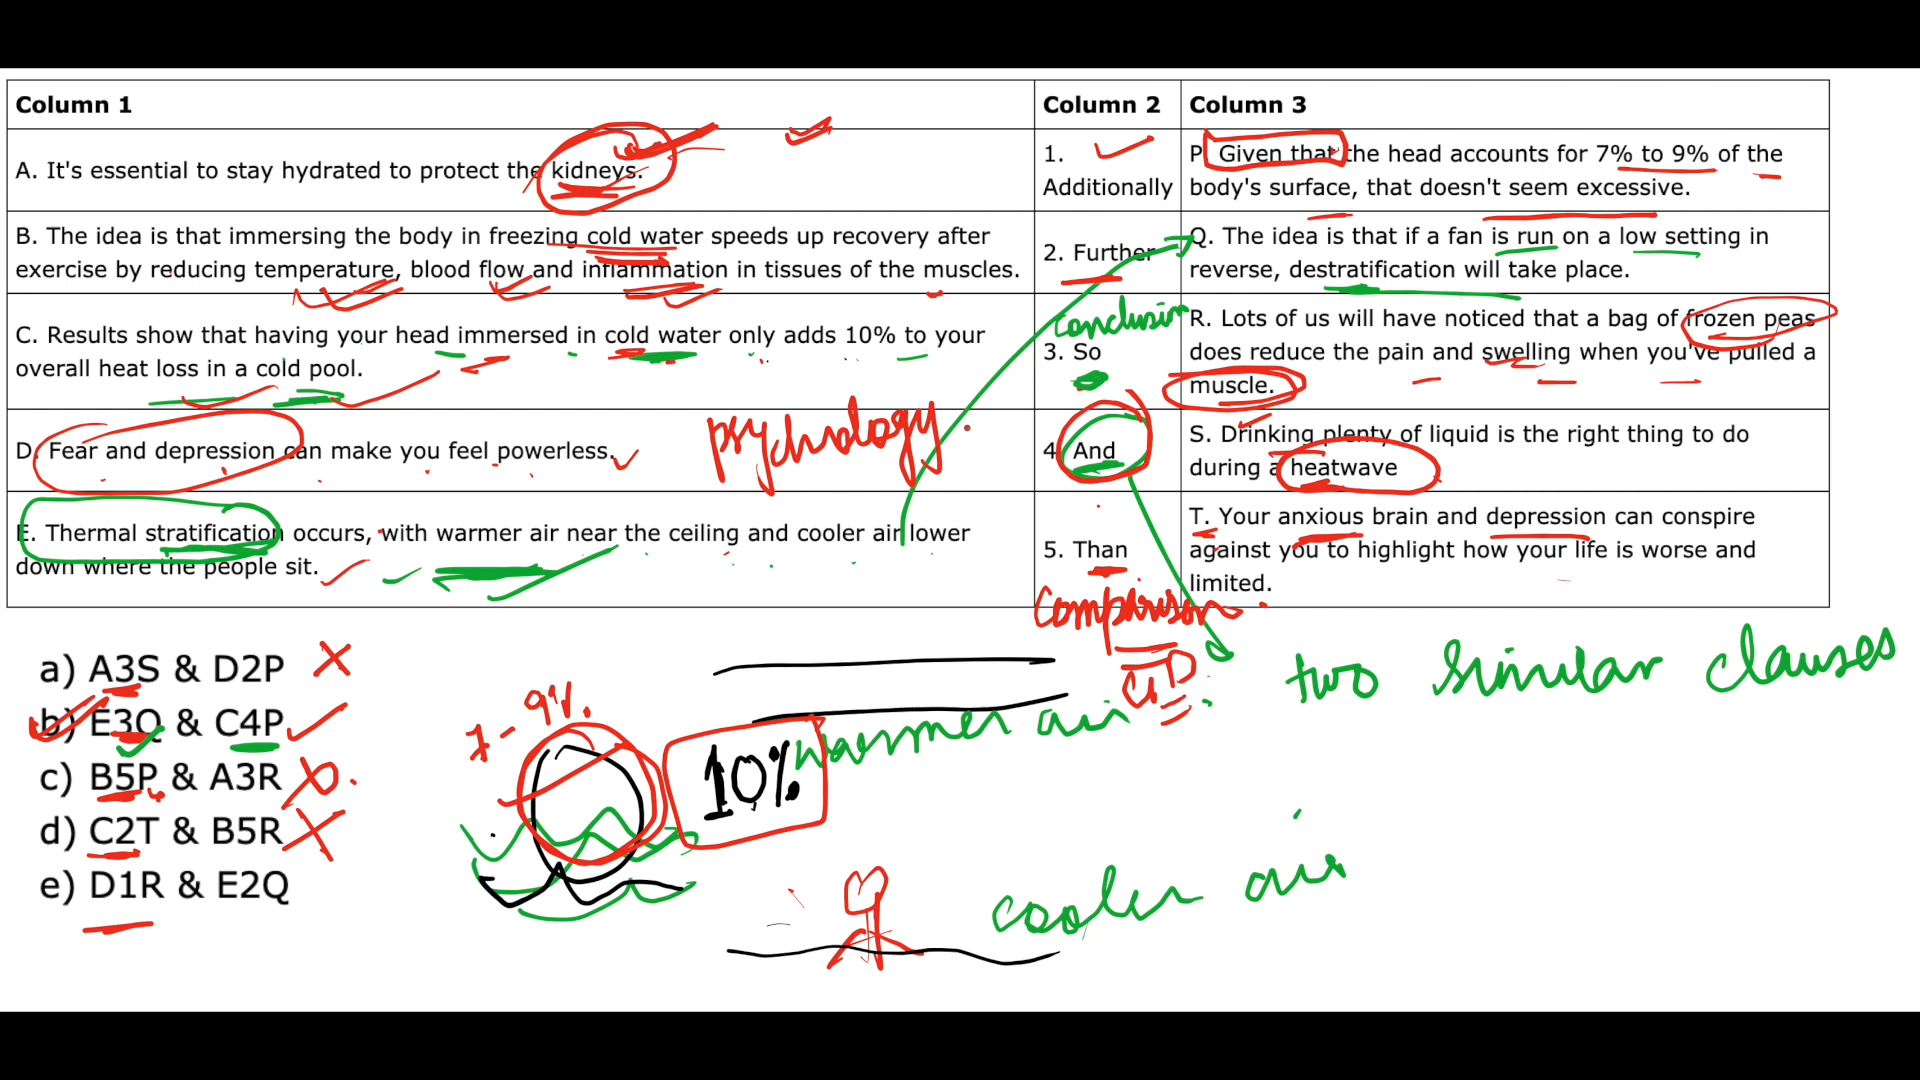 Column 1
Column 2
Column 3
A. It's essential to stay hydrated to protect the kidneys.
1.
Additionally
P. Given that the head accounts for 7% to 9% of the
body's surface, that doesn't seem excessive.
B. The idea is that immersing the body in freezing cold water speeds up recovery after
exercise by reducing temperature, blood flow and inflammation in tissues of the muscles.
2. Further
Q. The idea is that if a fan is run on a low setting in
reverse, destratification will take place.
C. Results show that having your head immersed in cold water only adds 10% to your
overall heat loss in a cold pool.
conclusion
3. So
R. Lots of us will have noticed that a bag of frozen peas
does reduce the pain and swelling when you've pulled a
muscle.
D. Fear and depression can make you feel powerless.
psychology
4. And
S. Drinking plenty of liquid is the right thing to do
during a heatwave
E. Thermal stratification occurs, with warmer air near the ceiling and cooler air lower
down where the people sit.
5. Than
Comparison
T. Your anxious brain and depression can conspire
against you to highlight how your life is worse and
limited.
two similar clauses
a) A3S & D2P
b) E3Q & C4P
c) B5P & A3R
d) C2T & B5R
e) D1R & E2Q
7-9%.
10%
warmer air
cooler air